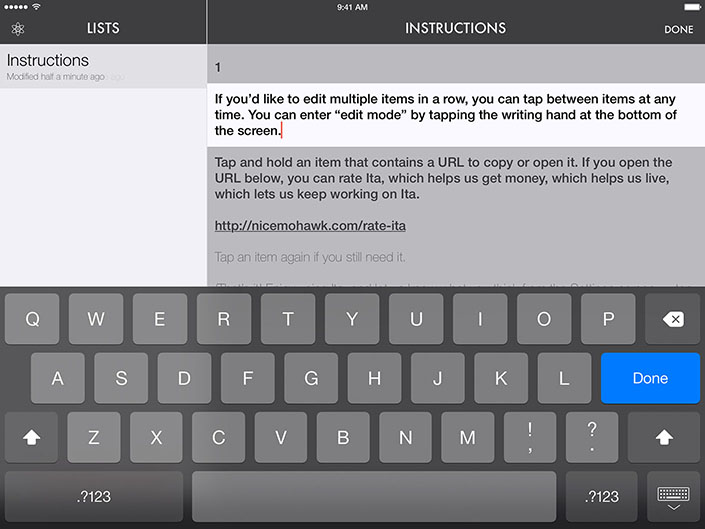 9:41 AM
LISTS
INSTRUCTIONS
DONE
Instructions
Modified half a minute ago
1
If you’d like to edit multiple items in a row, you can tap between items at any
time. You can enter “edit mode” by tapping the writing hand at the bottom of
the screen.
Tap and hold an item that contains a URL to copy or open it. If you open the
URL below, you can rate Ita, which helps us get money, which helps us live,
which lets us keep working on Ita.
http://nicemohawk.com/rate-ita
Tap an item again if you still need it.
Q W E R T Y U I O P
A S D F G H J K L Done
Z X C V B N M ! , ? .
.?123 .?123